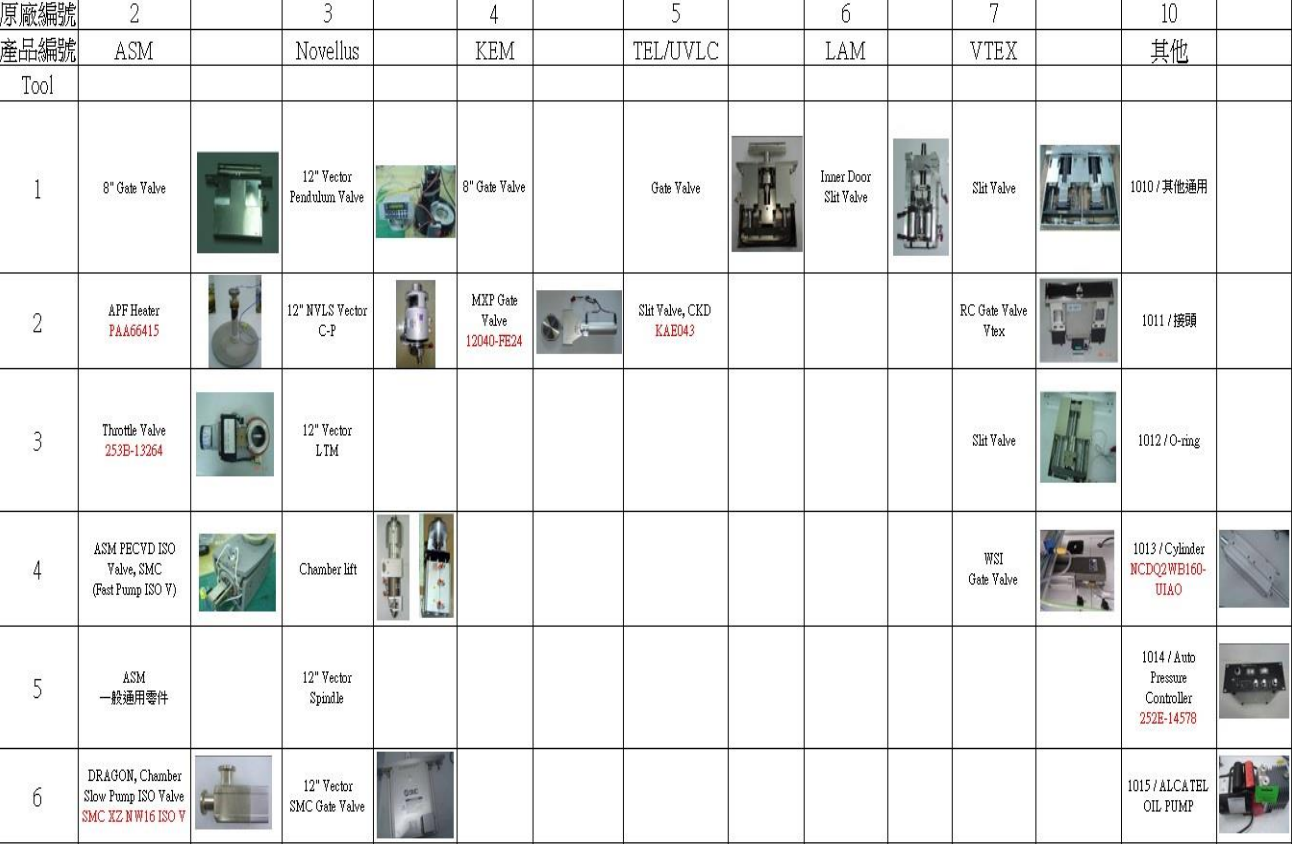 原廠編號 2 3 4 5 6 7 10
產品編號 ASM Novellus KEM TEL/UVLC LAM VTEX 其他
Tool
1
8" Gate Valve
12" Vector
Pendulum Valve
8" Gate Valve
Gate Valve
Inner Door
Slit Valve
Slit Valve
1010 / 其他通用
2
APF Heater
PAA66415
12" NVLS Vector
C-P
MXP Gate
Valve
12040-FE24
Slit Valve, CKD
KAE043
RC Gate Valve
Vtex
1011 / 接頭
3
Throttle Valve
253B-13264
12" Vector
LTM
Slit Valve
1012 / O-ring
4
ASM PECVD ISO
Valve, SMC
(Fast Pump ISO V)
Chamber lift
WSI
Gate Valve
1013 / Cylinder
NCDQ2WB160-
UIAO
5
ASM
一般通用零件
12" Vector
Spindle
1014 / Auto
Pressure
Controller
252E-14578
6
DRAGON, Chamber
Slow Pump ISO Valve
SMC XZ NW16 ISO V
12" Vector
SMC Gate Valve
SMC
1015 / ALCATEL
OIL PUMP